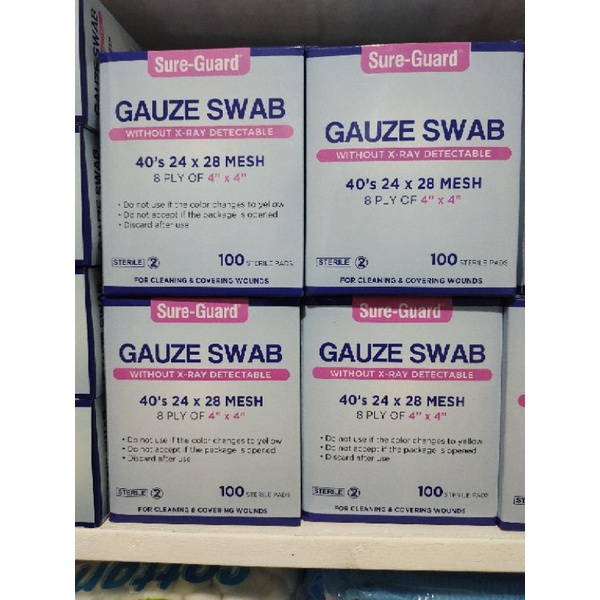 Sure-Guard®
GAUZE SWAB
WITHOUT X-RAY DETECTABLE
40's 24 x 28 MESH
8 PLY OF 4" x 4"
• Do not use if the color changes to yellow
• Do not accept if the package is opened
• Discard after use
STERILE 2
100 STERILE PADS
FOR CLEANING & COVERING WOUNDS
Sure-Guard®
GAUZE SWAB
WITHOUT X-RAY DETECTABLE
40's 24 x 28 MESH
8 PLY OF 4" x 4"
STERILE 2
100 STERILE PADS
FOR CLEANING & COVERING WOUNDS
Sure-Guard®
GAUZE SWAB
WITHOUT X-RAY DETECTABLE
40's 24 x 28 MESH
8 PLY OF 4" x 4"
• Do not use if the color changes to yellow
• Do not accept if the package is opened
• Discard after use
STERILE 2
100 STERILE PADS
FOR CLEANING & COVERING WOUNDS
Sure-Guard®
GAUZE SWAB
WITHOUT X-RAY DETECTABLE
40's 24 x 28 MESH
8 PLY OF 4" x 4"
• Do not use if the color changes to yellow
• Do not accept if the package is opened
• Discard after use
STERILE 2
100 STERILE PADS
FOR CLEANING & COVERING WOUNDS
GAUZE SWAB
cotton